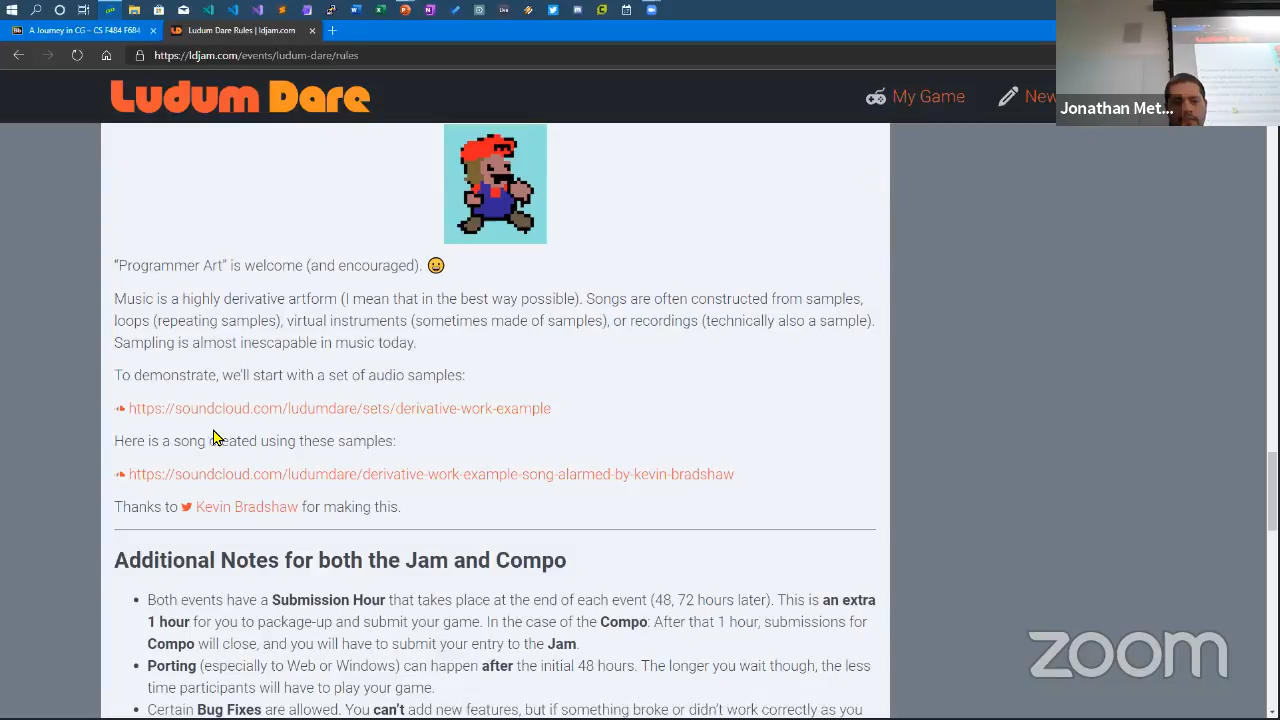 A Journey in CG – CS F484 F684
Ludum Dare Rules | ldjam.com
https://ldjam.com/events/ludum-dare/rules
LUDUM DARE
My Game
New
Jonathan Met...
“Programmer Art” is welcome (and encouraged).
Music is a highly derivative artform (I mean that in the best way possible). Songs are often constructed from samples,
loops (repeating samples), virtual instruments (sometimes made of samples), or recordings (technically also a sample).
Sampling is almost inescapable in music today.
To demonstrate, we'll start with a set of audio samples:
https://soundcloud.com/ludumdare/sets/derivative-work-example
Here is a song created using these samples:
https://soundcloud.com/ludumdare/derivative-work-example-song-alarmed-by-kevin-bradshaw
Thanks to Kevin Bradshaw for making this.
Additional Notes for both the Jam and Compo
• Both events have a Submission Hour that takes place at the end of each event (48, 72 hours later). This is an extra
1 hour for you to package-up and submit your game. In the case of the Compo: After that 1 hour, submissions for
Compo will close, and you will have to submit your entry to the Jam.
• Porting (especially to Web or Windows) can happen after the initial 48 hours. The longer you wait though, the less
time participants will have to play your game.
• Certain Bug Fixes are allowed. You can't add new features, but if something broke or didn't work correctly as you
zoom